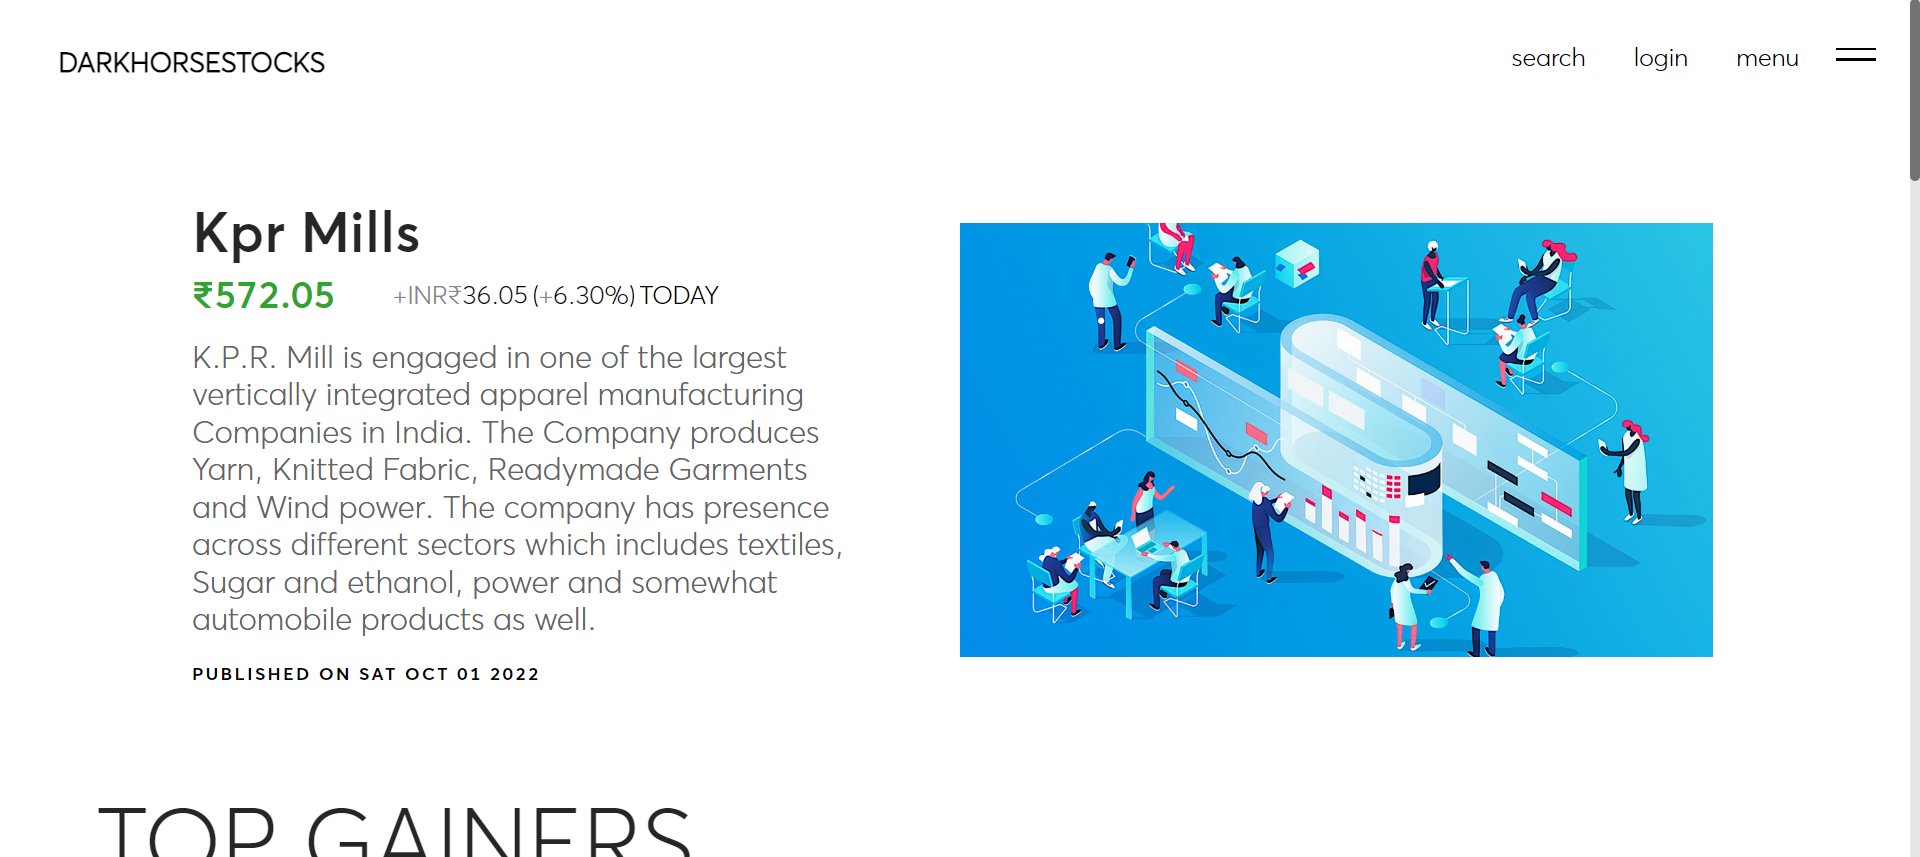 DARKHORSESTOCKS
search login menu
Kpr Mills
₹572.05 +INR₹36.05 (+6.30%) TODAY
K.P.R. Mill is engaged in one of the largest
vertically integrated apparel manufacturing
Companies in India. The Company produces
Yarn, Knitted Fabric, Readymade Garments
and Wind power. The company has presence
across different sectors which includes textiles,
Sugar and ethanol, power and somewhat
automobile products as well.
PUBLISHED ON SAT OCT 01 2022
TOP GAINERS